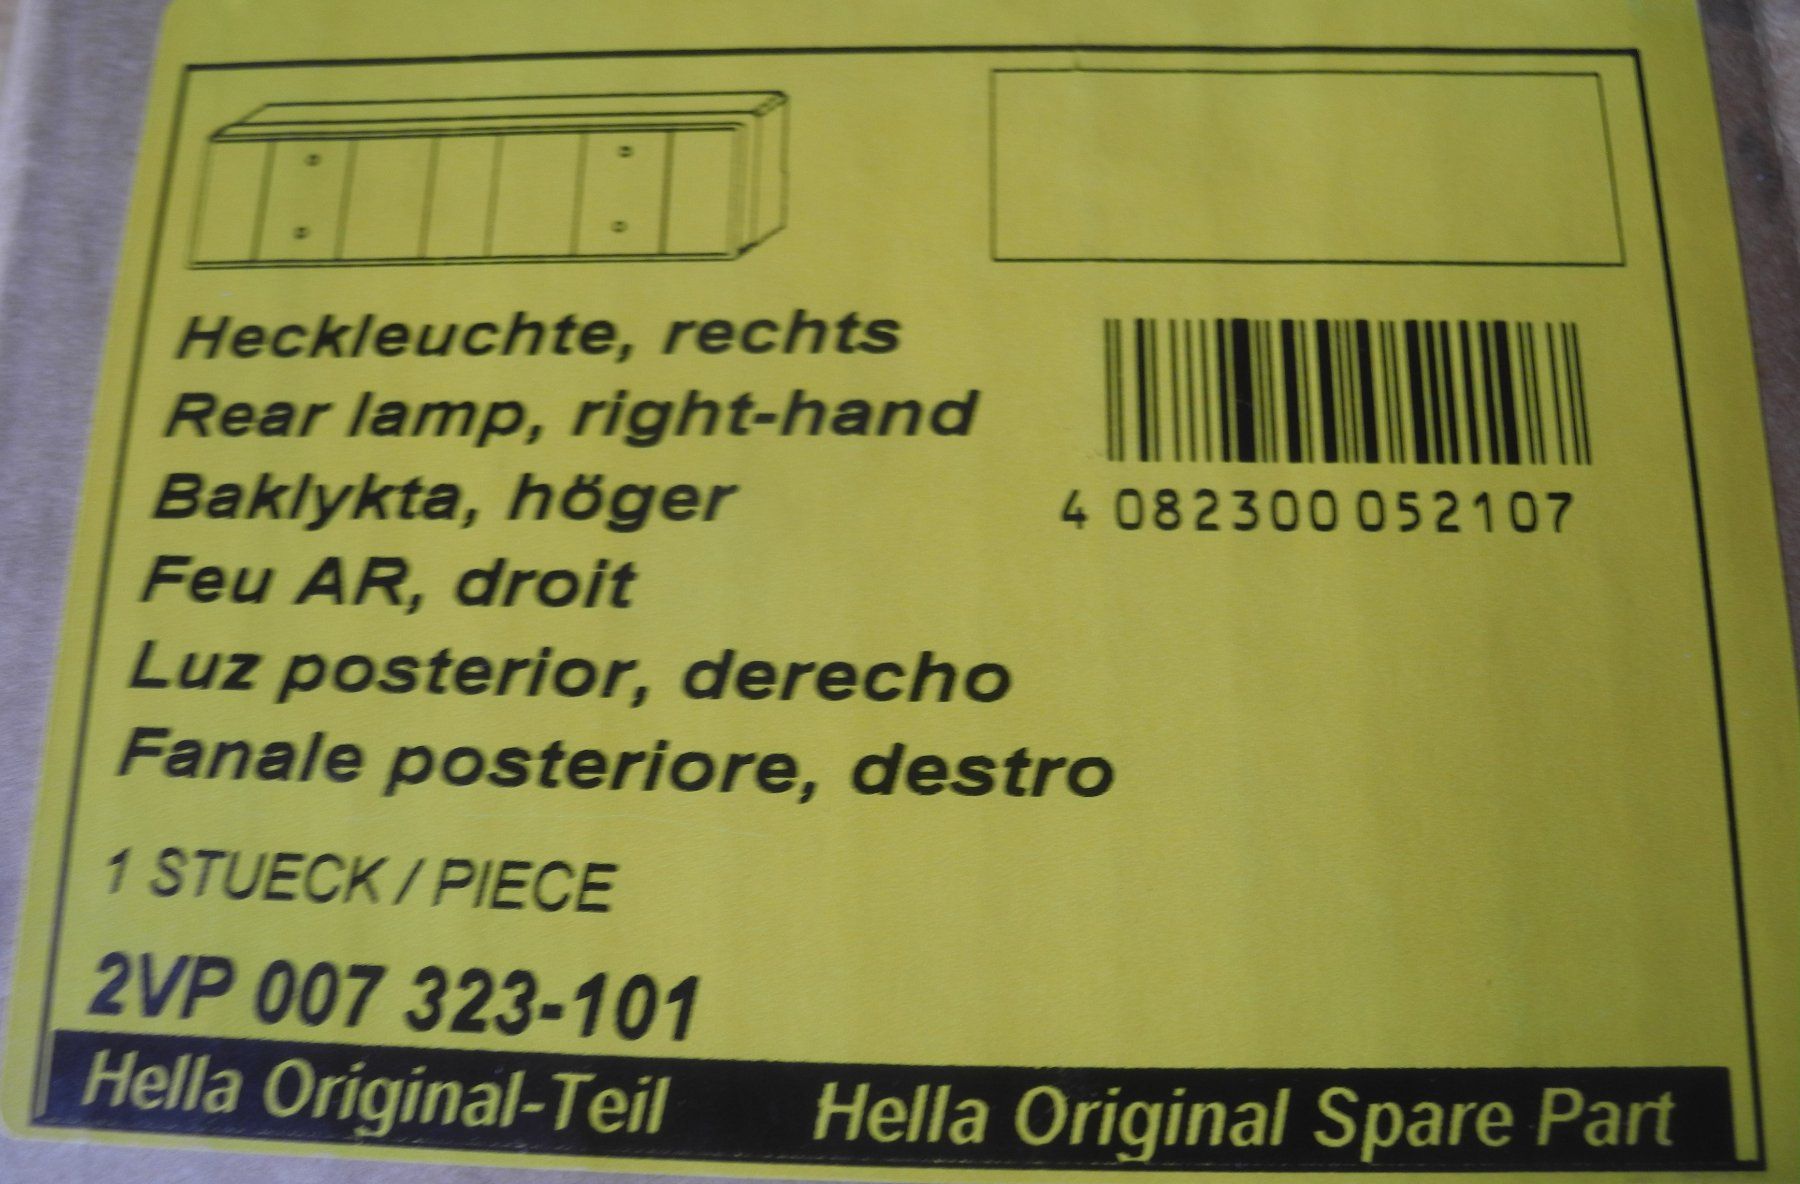 Heckleuchte, rechts
Rear lamp, right-hand
Baklykta, höger
Feu AR, droit
Luz posterior, derecho
Fanale posteriore, destro
4 082300 052107
1 STUECK / PIECE
2VP 007 323-101
Hella Original-Teil Hella Original Spare Part